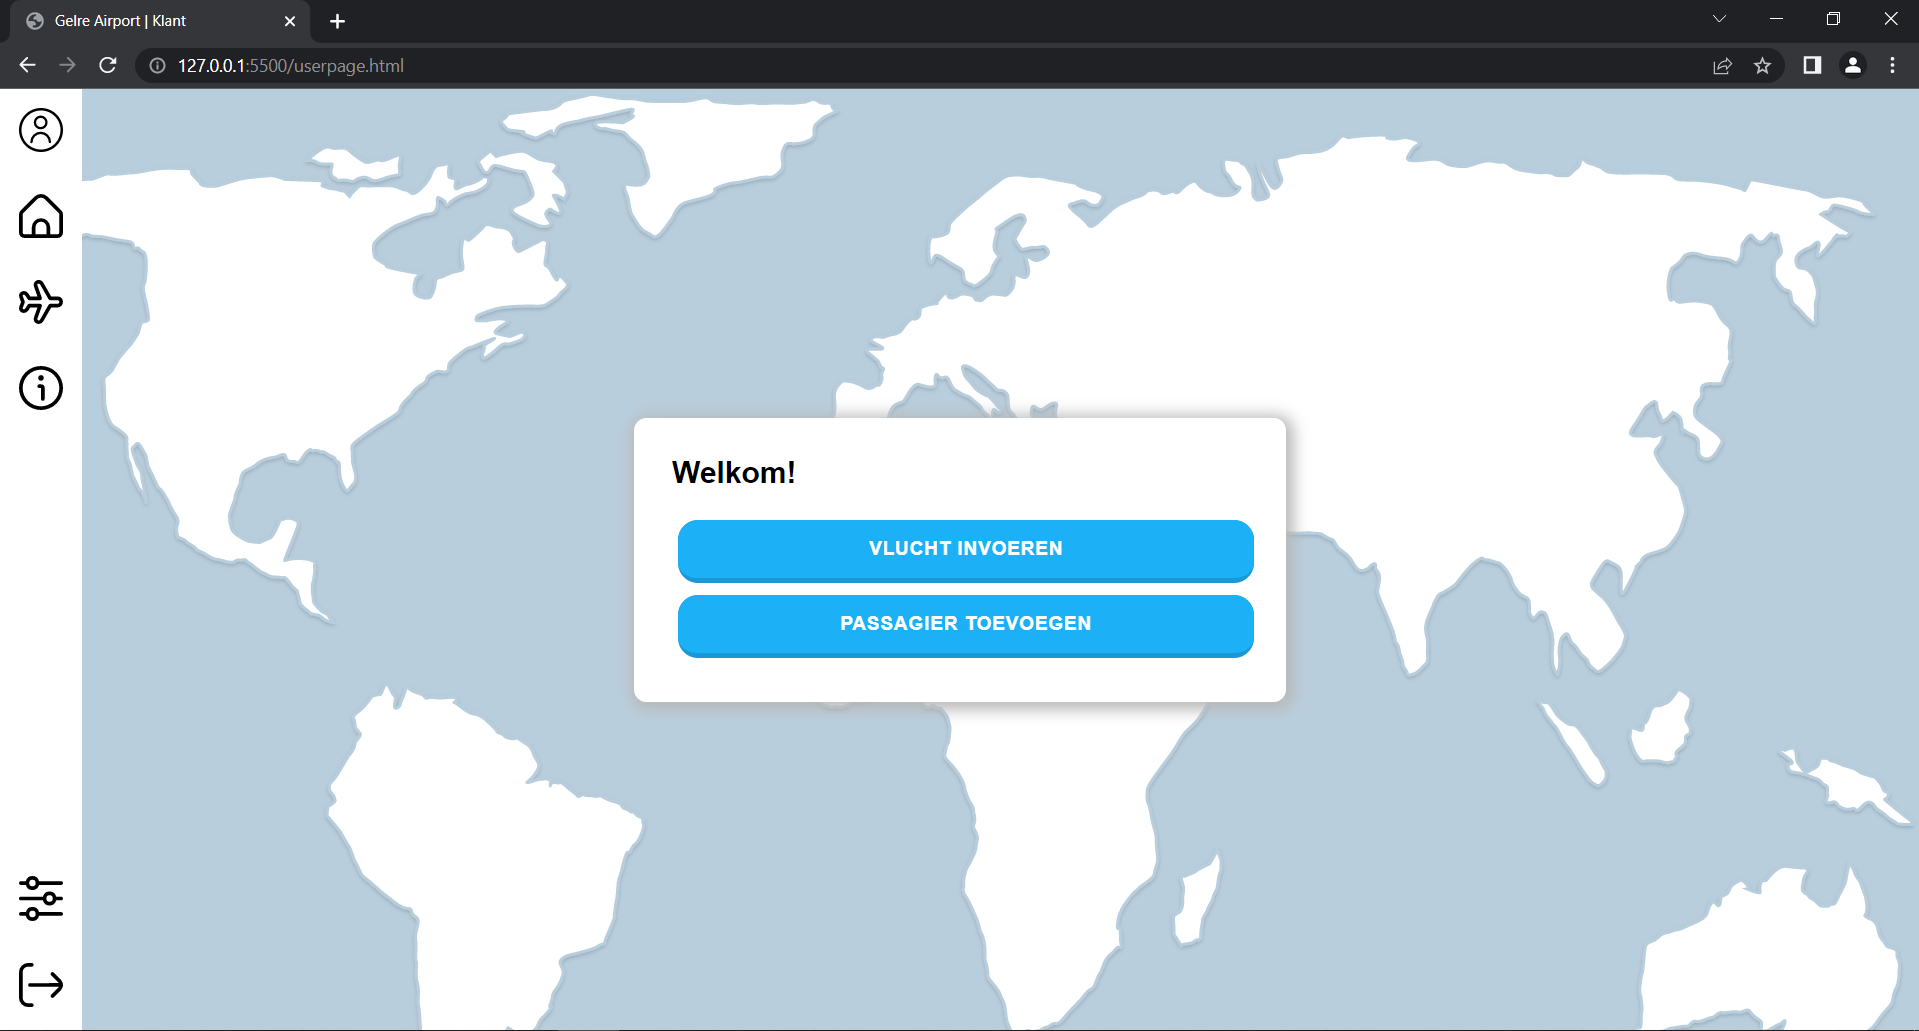 Gelre Airport | Klant
127.0.0.1:5500/userpage.html
Welkom!
VLUCHT INVOEREN
PASSAGIER TOEVOEGEN